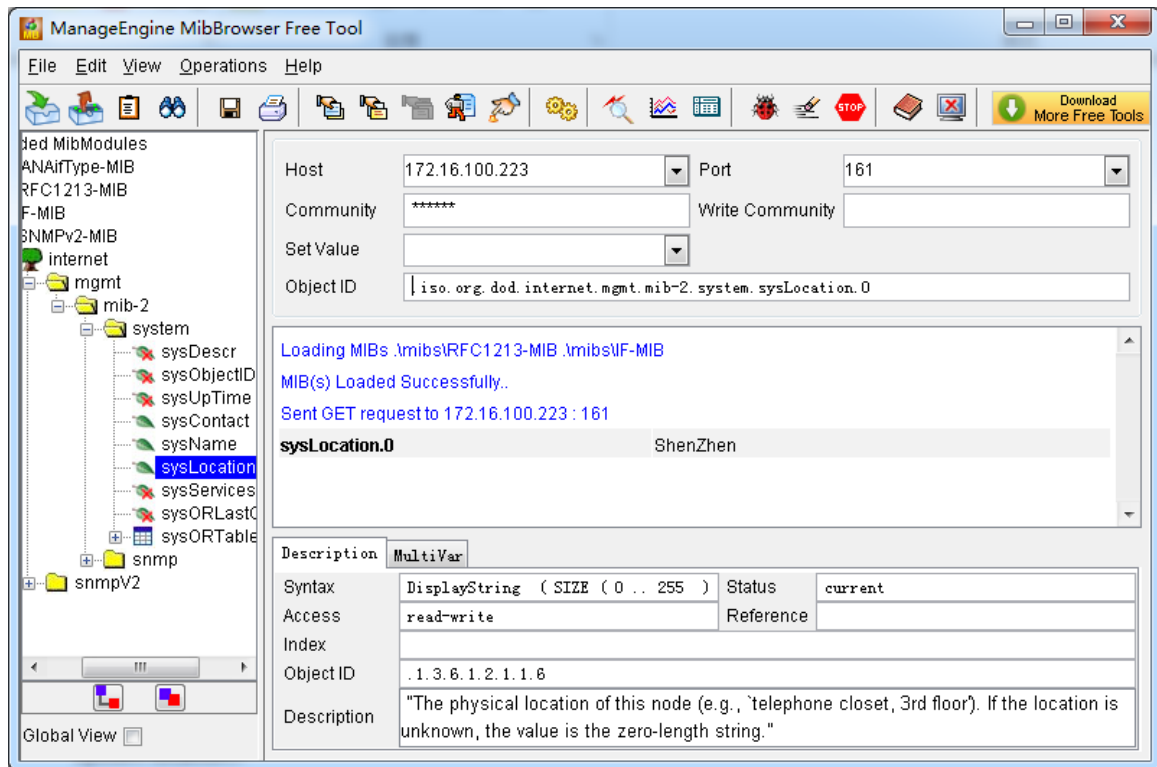 ManageEngine MibBrowser Free Tool
File Edit View Operations Help
STOP
Download
More Free Tools
ded MibModules
ANAifType-MIB
RFC1213-MIB
F-MIB
SNMPv2-MIB
internet
mgmt
mib-2
system
sysDescr
sysObjectID
sysUpTime
sysContact
sysName
sysLocation
sysServices
sysORLastC
sysORTable
snmp
snmpV2
Global View
Host 172.16.100.223 Port 161
Community ****** Write Community
Set Value
Object ID .iso.org.dod.internet.mgmt.mib-2.system.sysLocation.0
Loading MIBs .\mibs\RFC1213-MIB .\mibs\IF-MIB
MIB(s) Loaded Successfully..
Sent GET request to 172.16.100.223 : 161
sysLocation.0 ShenZhen
Description MultiVar
Syntax DisplayString ( SIZE ( 0 .. 255 ) Status current
Access read-write Reference
Index
Object ID .1.3.6.1.2.1.1.6
Description "The physical location of this node (e.g., `telephone closet, 3rd floor'). If the location is
unknown, the value is the zero-length string."